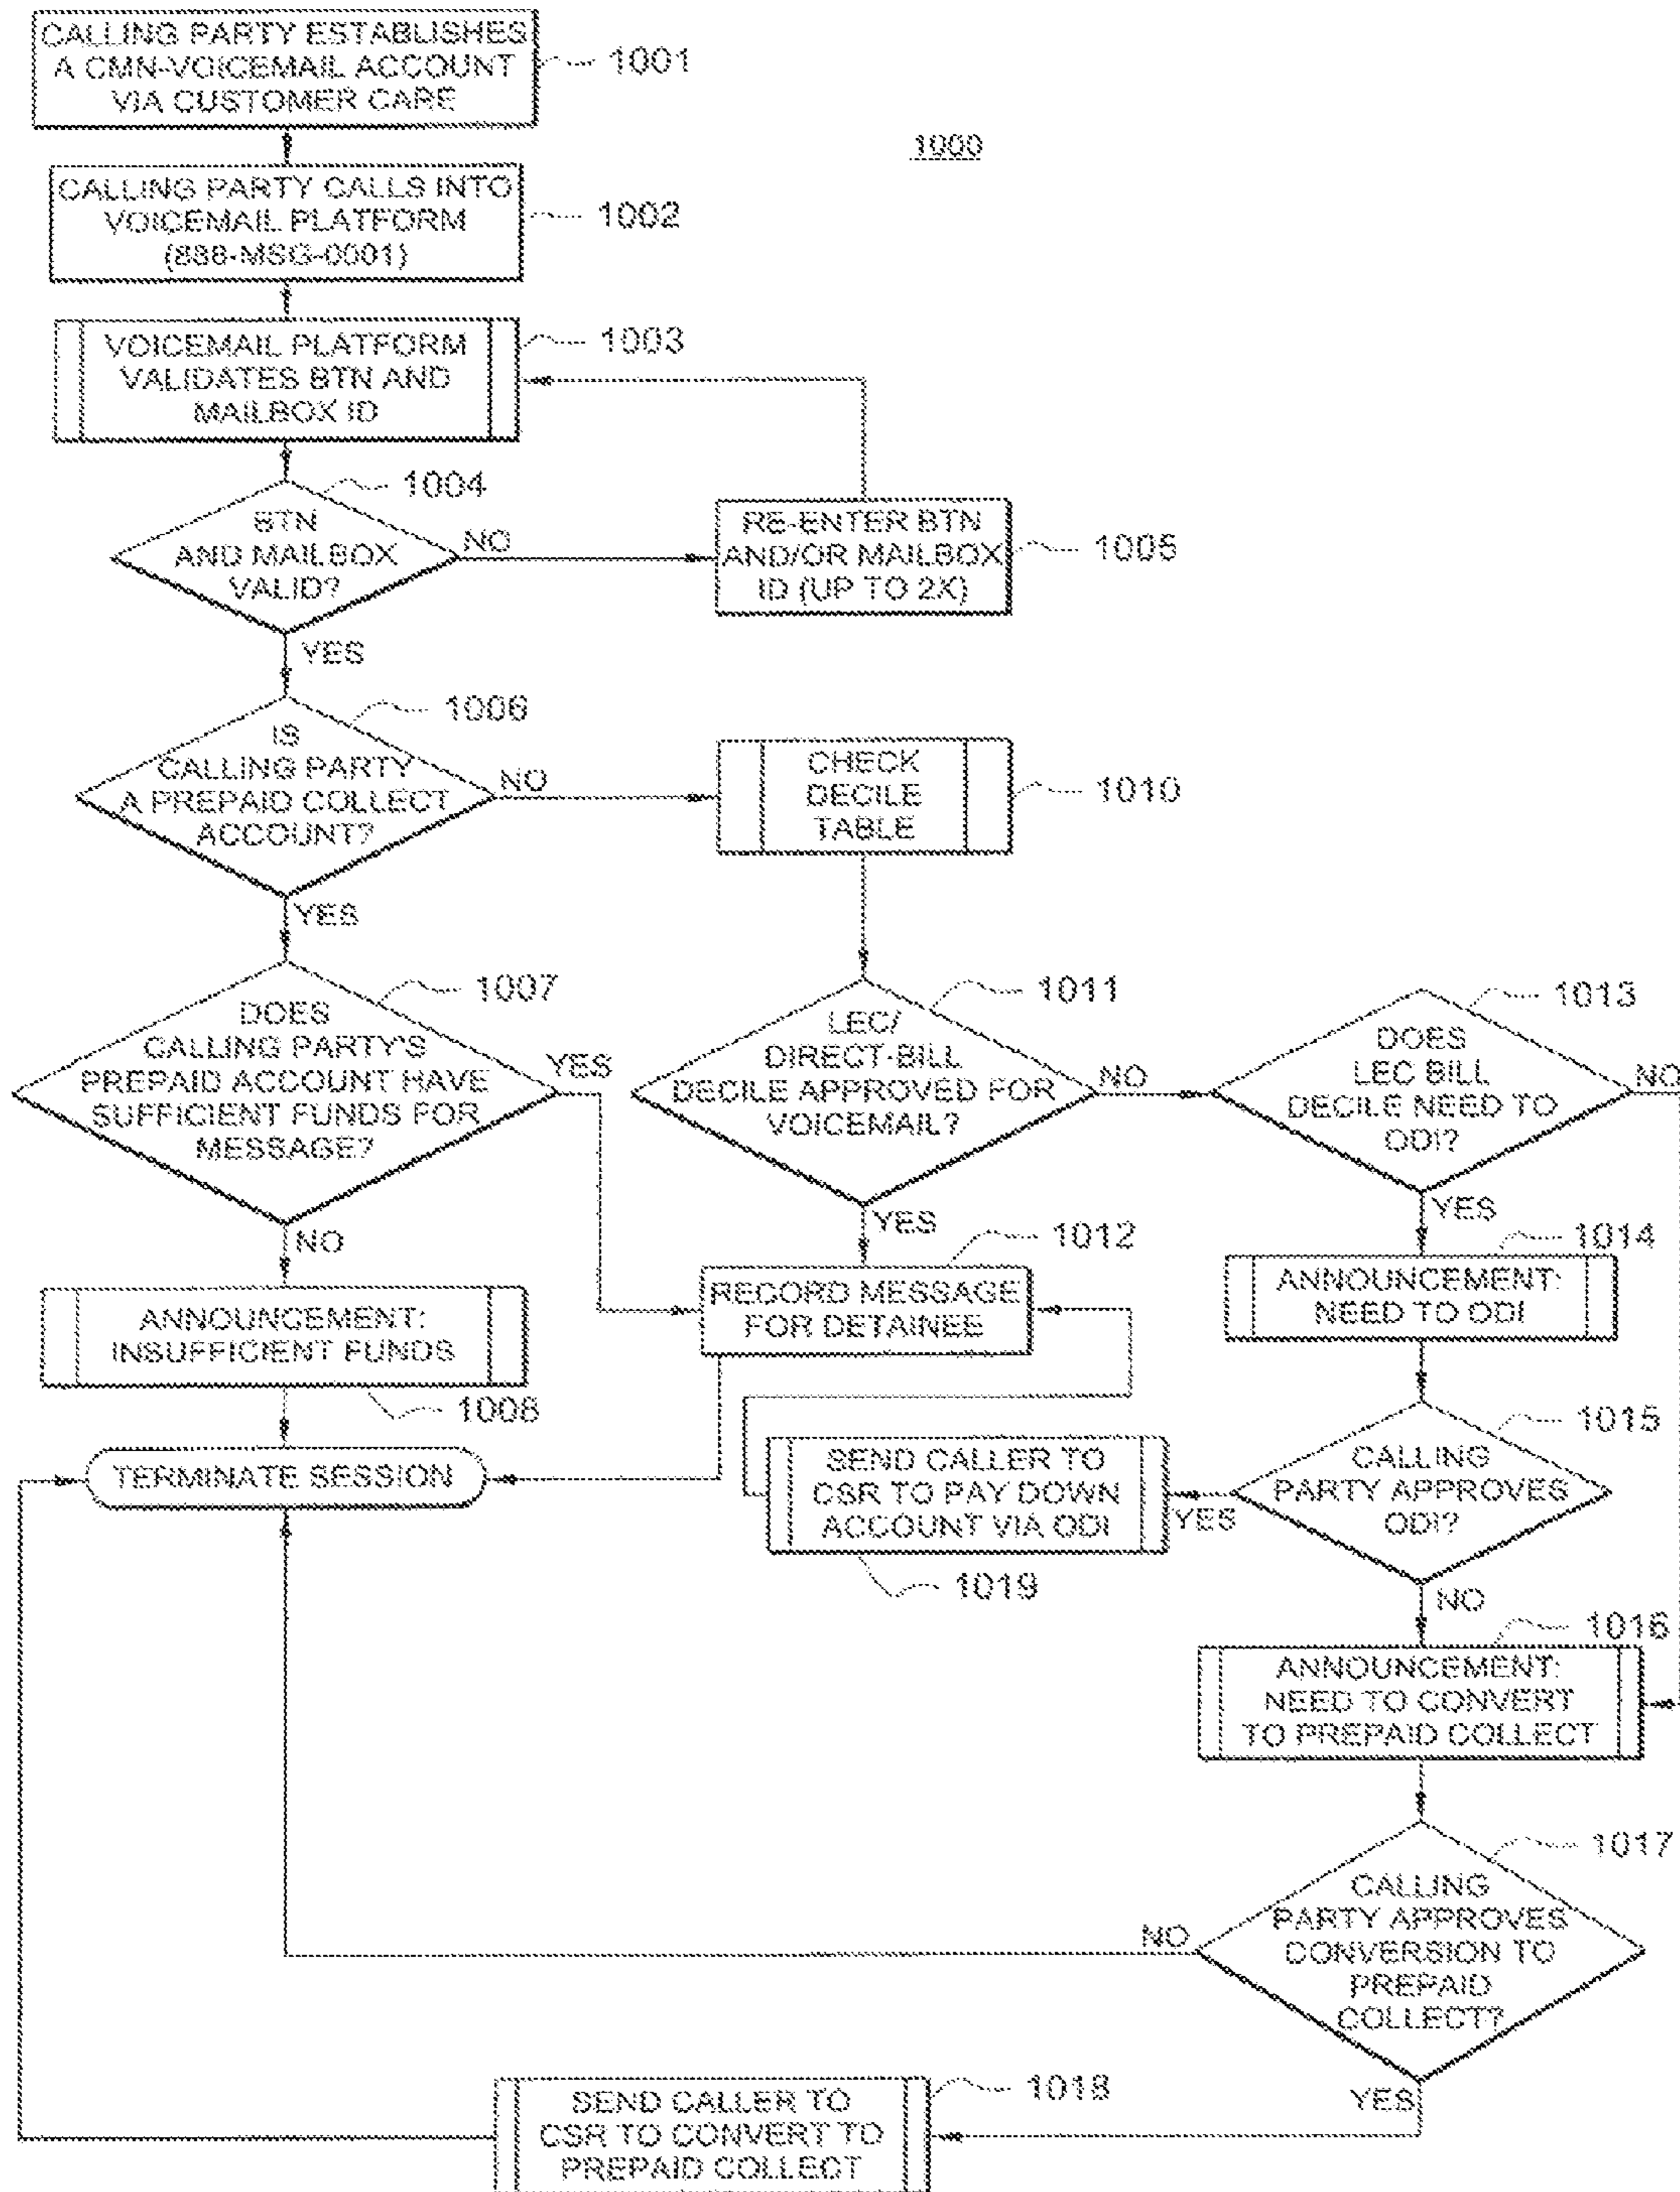 CALLING PARTY ESTABLISHES
A CMN-VOICEMAIL ACCOUNT
VIA CUSTOMER CARE
1001
1000
CALLING PARTY CALLS INTO
VOICEMAIL PLATFORM
(888-MSG-0001)
1002
VOICEMAIL PLATFORM
VALIDATES BTN AND
MAILBOX ID
1003
1004
BTN
AND MAILBOX
VALID?
NO
YES
RE-ENTER BTN
AND/OR MAILBOX
ID (UP TO 2X)
1005
1006
IS
CALLING PARTY
A PREPAID COLLECT
ACCOUNT?
NO
YES
CHECK
DECILE
TABLE
1010
1007
DOES
CALLING PARTY'S
PREPAID ACCOUNT HAVE
SUFFICIENT FUNDS FOR
MESSAGE?
YES
NO
1011
LEC/
DIRECT-BILL
DECILE APPROVED FOR
VOICEMAIL?
NO
YES
1013
DOES
LEC BILL
DECILE NEED TO
ODI?
NO
YES
ANNOUNCEMENT:
INSUFFICIENT FUNDS
1008
1012
RECORD MESSAGE
FOR DETAINEE
1014
ANNOUNCEMENT:
NEED TO ODI
TERMINATE SESSION
SEND CALLER TO
CSR TO PAY DOWN
ACCOUNT VIA ODI
1019
1015
CALLING
PARTY APPROVES
ODI?
YES
NO
1016
ANNOUNCEMENT:
NEED TO CONVERT
TO PREPAID COLLECT
1017
CALLING
PARTY APPROVES
CONVERSION TO
PREPAID
COLLECT?
NO
YES
1018
SEND CALLER TO
CSR TO CONVERT TO
PREPAID COLLECT